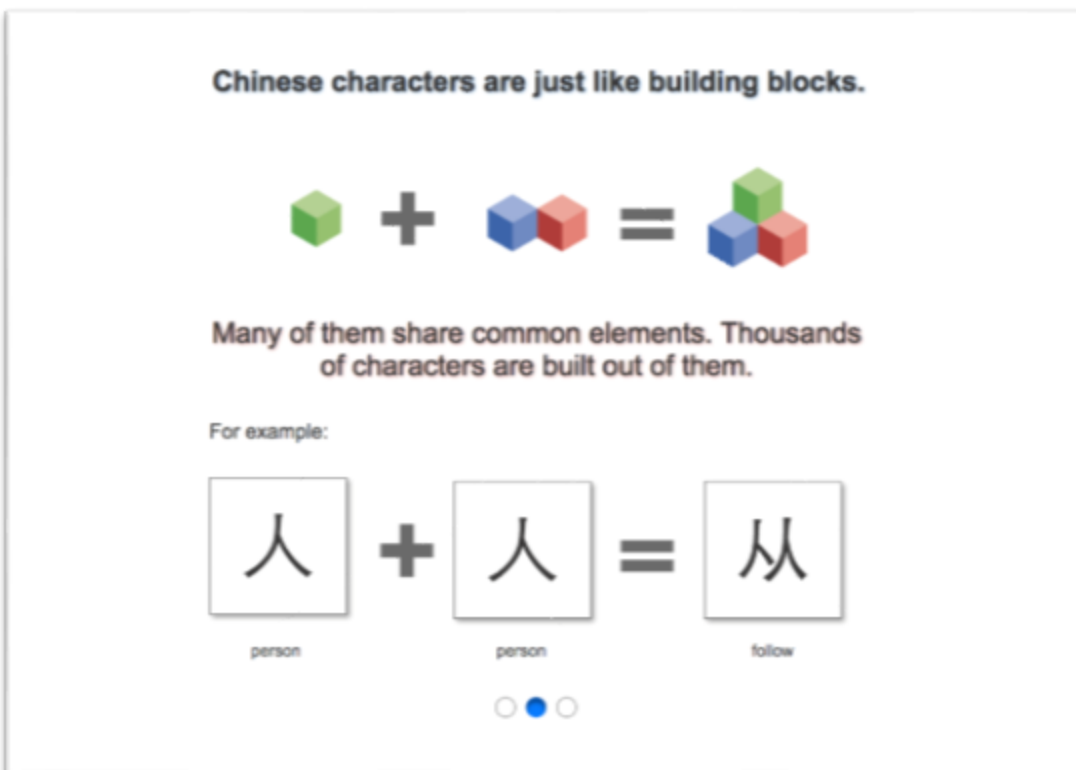 Chinese characters are just like building blocks.
+ =
Many of them share common elements. Thousands
of characters are built out of them.
For example:
人 + 人 = 从
person person follow